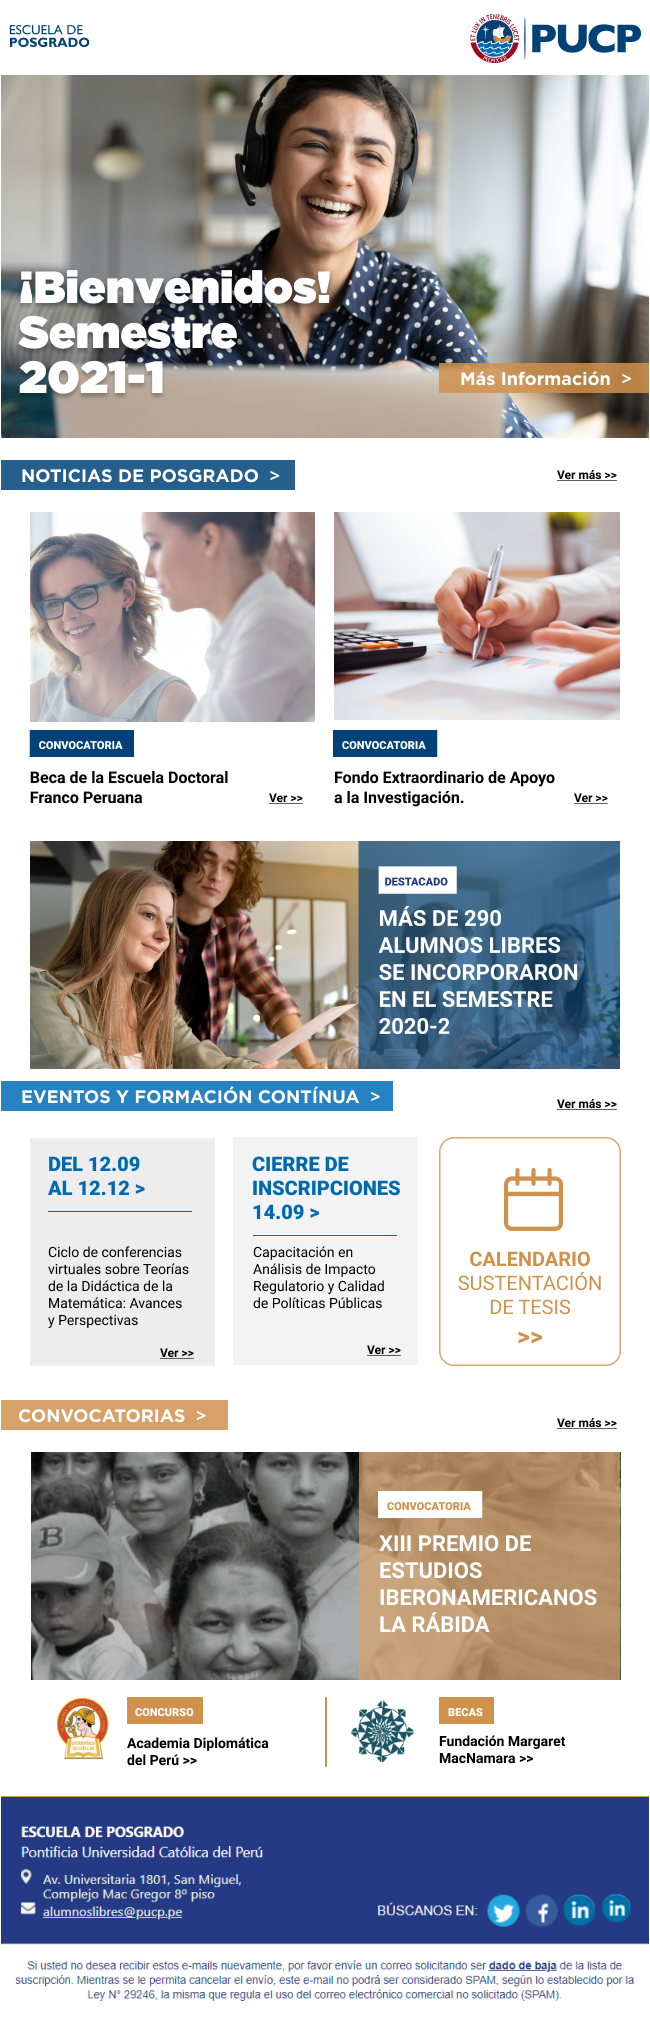 ESCUELA DE
POSGRADO
ET LUX IN TENEBRIS LUCET
MCMXVII
PUCP
¡Bienvenidos!
Semestre
2021-1
Más Información >
NOTICIAS DE POSGRADO >
Ver más >>
CONVOCATORIA
Beca de la Escuela Doctoral
Franco Peruana
Ver >>
CONVOCATORIA
Fondo Extraordinario de Apoyo
a la Investigación.
Ver >>
DESTACADO
MÁS DE 290
ALUMNOS LIBRES
SE INCORPORARON
EN EL SEMESTRE
2020-2
EVENTOS Y FORMACIÓN CONTÍNUA >
Ver más >>
DEL 12.09
AL 12.12 >
Ciclo de conferencias
virtuales sobre Teorías
de la Didáctica de la
Matemática: Avances
y Perspectivas
Ver >>
CIERRE DE
INSCRIPCIONES
14.09 >
Capacitación en
Análisis de Impacto
Regulatorio y Calidad
de Políticas Públicas
Ver >>
CALENDARIO
SUSTENTACIÓN
DE TESIS
>>
CONVOCATORIAS >
Ver más >>
B
CONVOCATORIA
XIII PREMIO DE
ESTUDIOS
IBERONAMERICANOS
LA RÁBIDA
CONCURSO
Academia Diplomática
del Perú >>
BECAS
Fundación Margaret
MacNamara >>
ESCUELA DE POSGRADO
Pontificia Universidad Católica del Perú
Av. Universitaria 1801, San Miguel,
Complejo Mac Gregor 8º piso
alumnoslibres@pucp.pe
BÚSCANOS EN:
Si usted no desea recibir estos e-mails nuevamente, por favor envíe un correo solicitando ser dado de baja de la lista de
suscripción. Mientras se le permita cancelar el envío, este e-mail no podrá ser considerado SPAM, según lo establecido por la
Ley N° 29246, la misma que regula el uso del correo electrónico comercial no solicitado (SPAM).